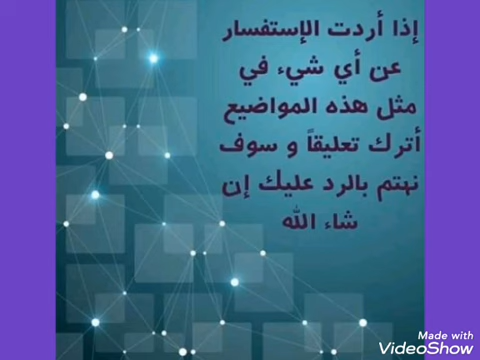 إذا أردت الإستفسار
عن أي شيء في
مثل هذه المواضيع
أترك تعليقاً و سوف
نهتم بالرد عليك إن
شاء الله
Made with
VideoShow